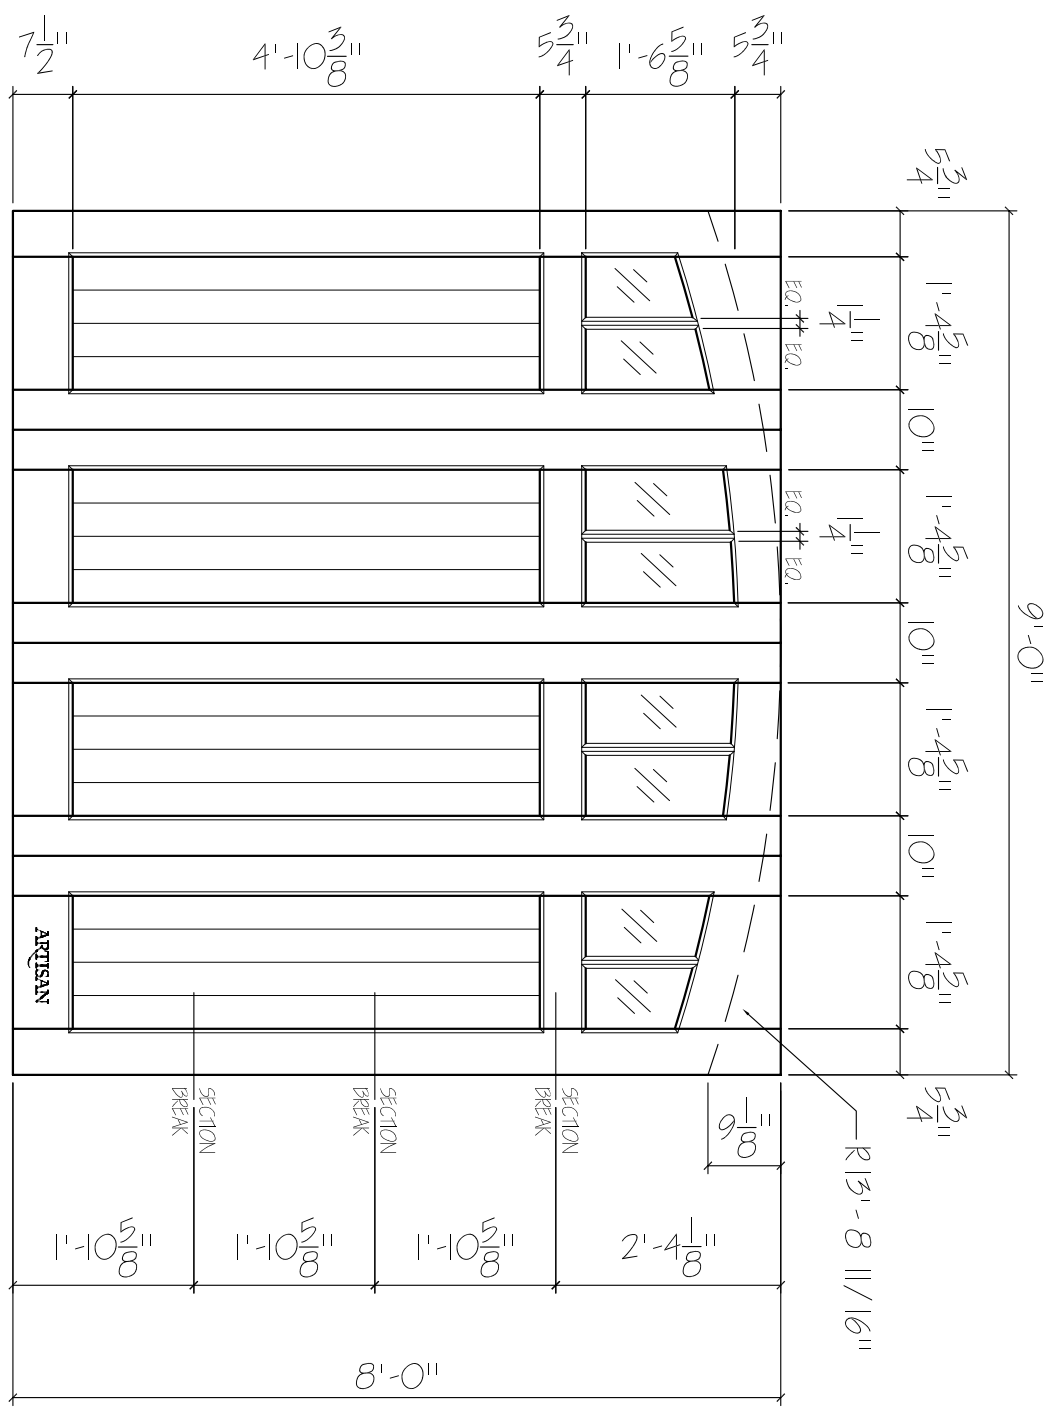 7 1/2"
4'-10 3/8"
5 3/4"
1'-6 5/8"
5 3/4"
5 3/4"
1'-4 5/8"
10"
1'-4 5/8"
10"
1'-4 5/8"
10"
1'-4 5/8"
5 3/4"
9'-0"
EQ.
1 1/4"
EQ.
EQ.
1 1/4"
EQ.
ARTISAN
SECTION
BREAK
SECTION
BREAK
SECTION
BREAK
9 1/8"
R 13'-8 11/16"
1'-10 5/8"
1'-10 5/8"
1'-10 5/8"
2'-4 1/8"
8'-0"